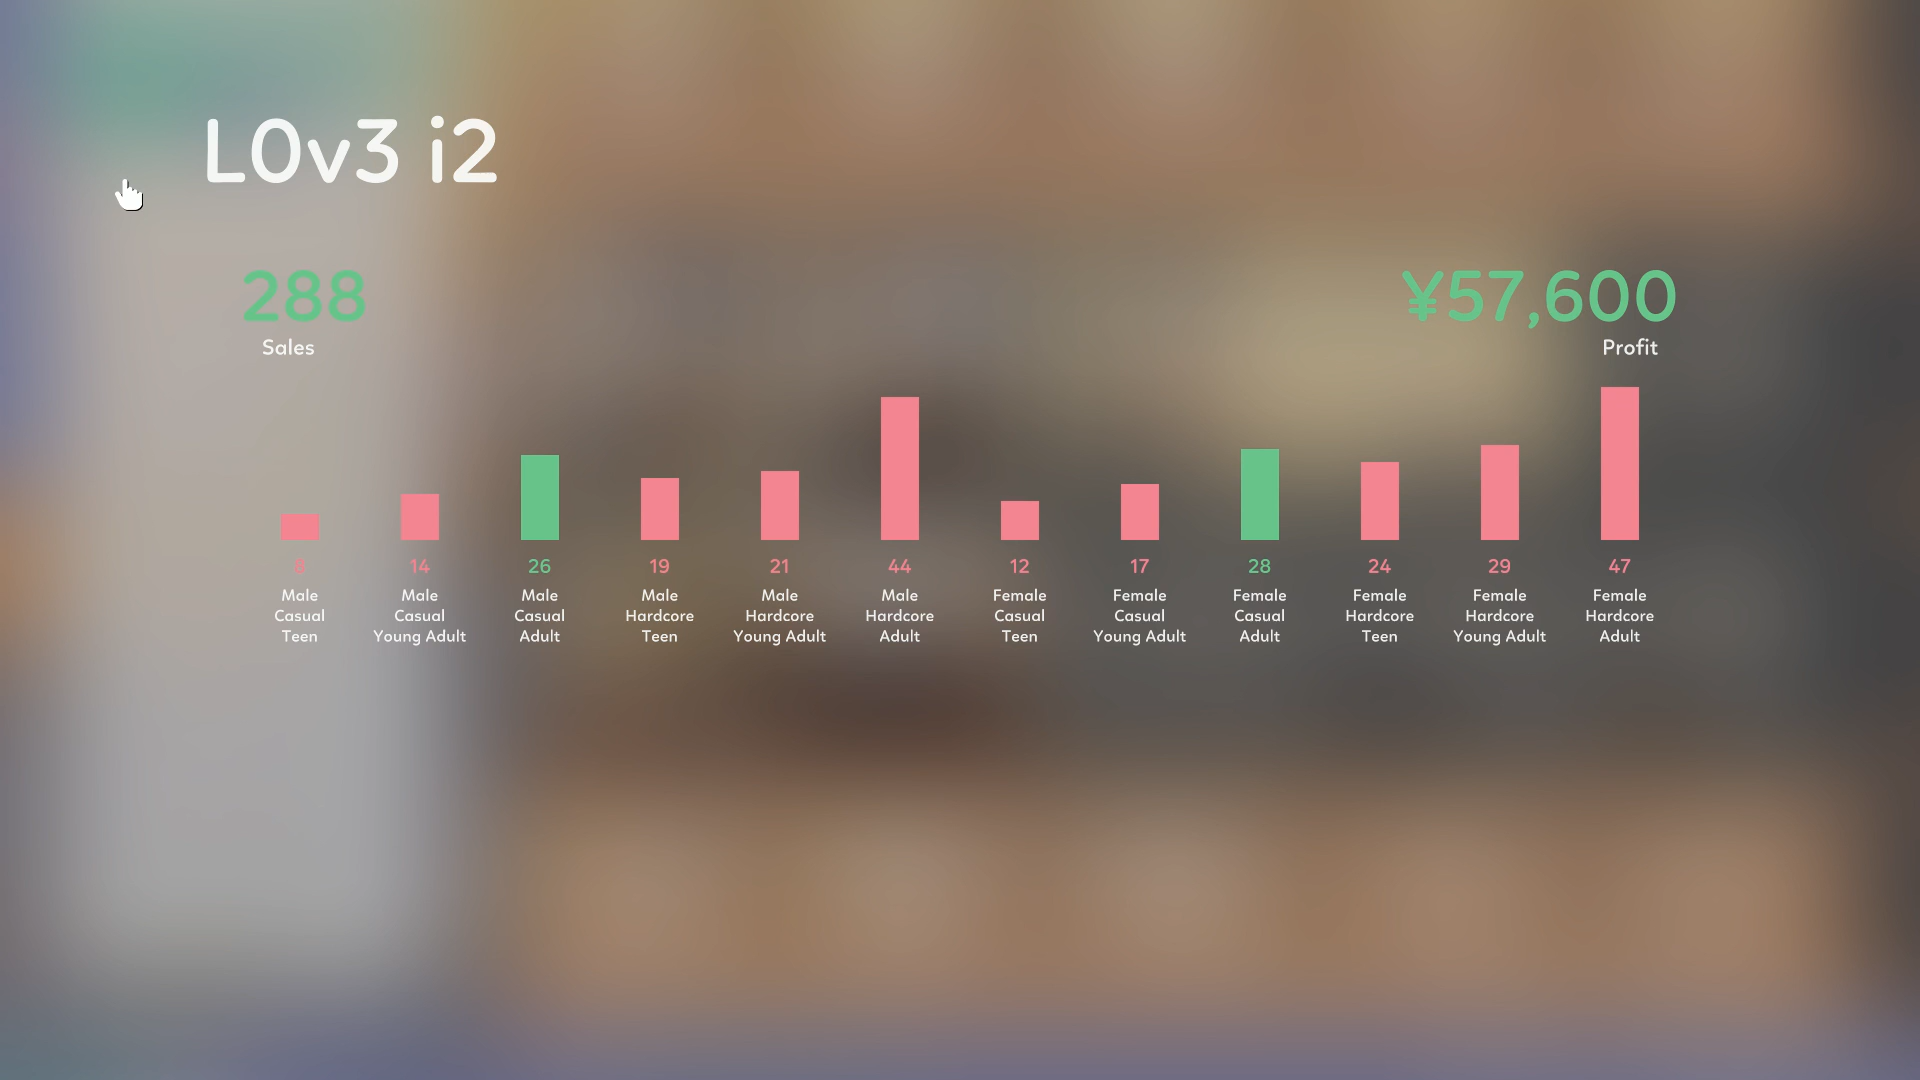 L0v3 i2
288
¥57,600
Sales
Profit
8
14
26
19
21
44
12
17
28
24
29
47
Male
Casual
Teen
Male
Casual
Young Adult
Male
Casual
Adult
Male
Hardcore
Teen
Male
Hardcore
Young Adult
Male
Hardcore
Adult
Female
Casual
Teen
Female
Casual
Young Adult
Female
Casual
Adult
Female
Hardcore
Teen
Female
Hardcore
Young Adult
Female
Hardcore
Adult